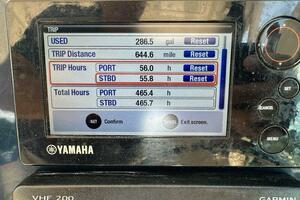 TRIP
USED 286.5 gal Reset
TRIP Distance 644.6 mile Reset
TRIP Hours PORT 56.0 h Reset
STBD 55.8 h Reset
Total Hours PORT 465.4 h
STBD 465.7 h
SET Confirm Exit screen.
SET
CANCEL
MENU
YAMAHA
VHF 200 GARMIN